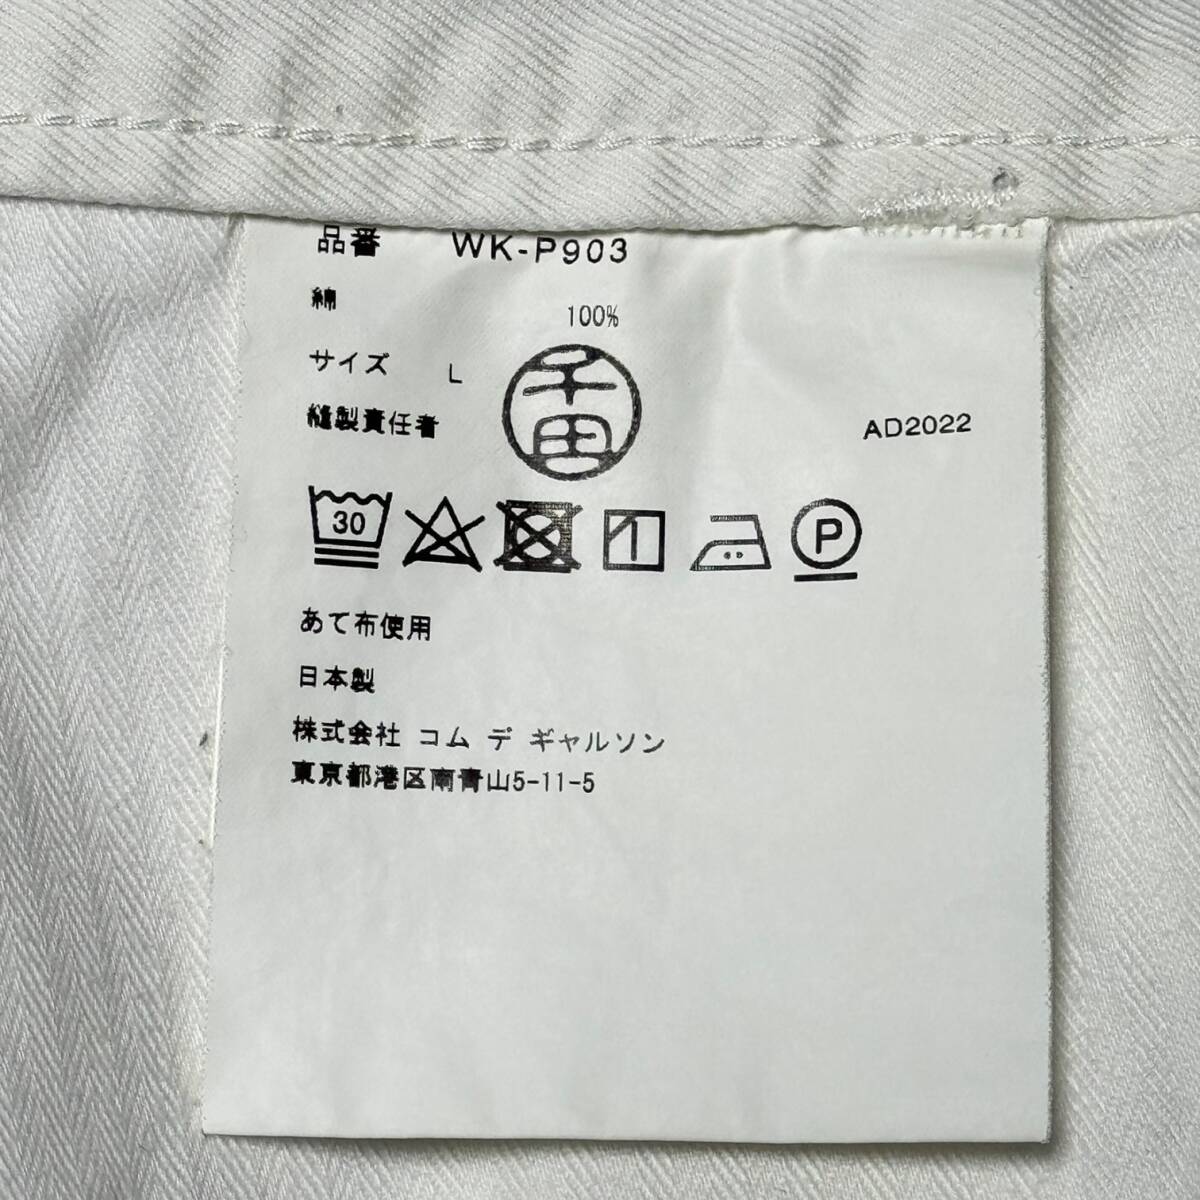 品番 WK-P903
綿 100%
サイズ L
縫製責任者 千田 AD2022
30 P
あて布使用
日本製
株式会社 コム デ ギャルソン
東京都港区南青山5-11-5